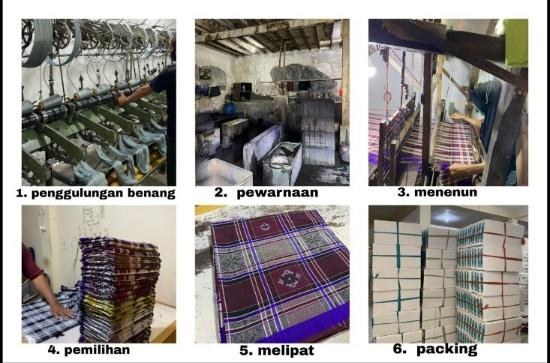 1. penggulungan benang
2. pewarnaan
3. menenun
4. pemilihan
5. melipat
6. packing